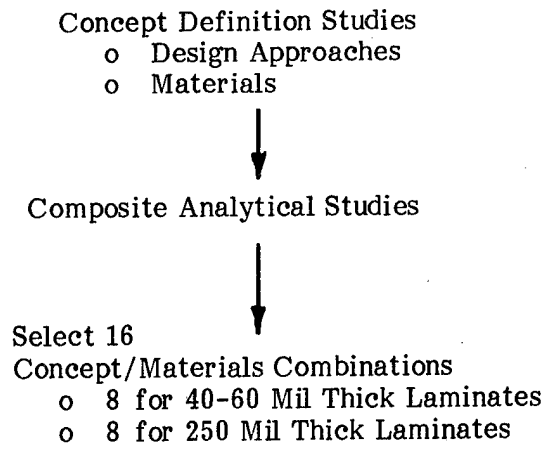 Concept Definition Studies
o Design Approaches
o Materials
Composite Analytical Studies
Select 16
Concept/Materials Combinations
o 8 for 40-60 Mil Thick Laminates
o 8 for 250 Mil Thick Laminates